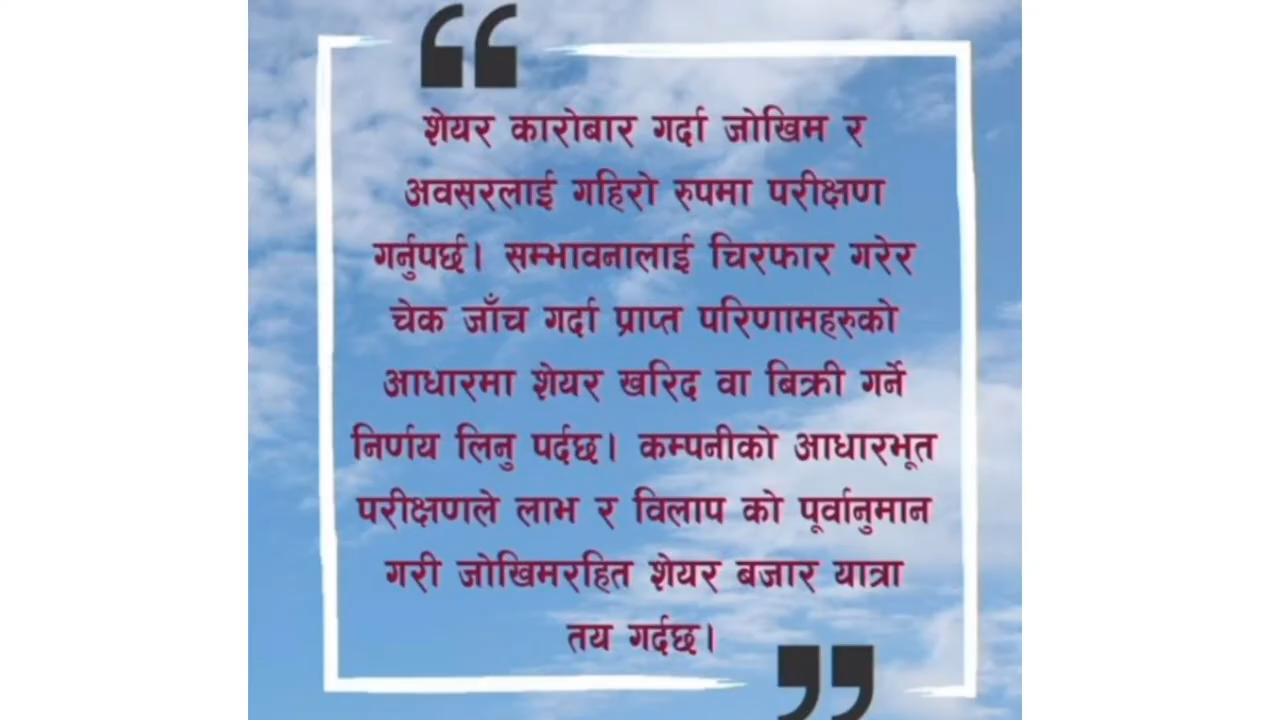 शेयर कारोबार गर्दा जोखिम र
अवसरलाई गहिरो रुपमा परीक्षण
गर्नुपर्छ। सम्भावनालाई चिरफार गरेर
चेक जाँच गर्दा प्राप्त परिणामहरुको
आधारमा शेयर खरिद वा बिक्री गर्ने
निर्णय लिनु पर्दछ। कम्पनीको आधारभूत
परीक्षणले लाभ र विलाप को पूर्वानुमान
गरी जोखिमरहित शेयर बजार यात्रा
तय गर्दछ।